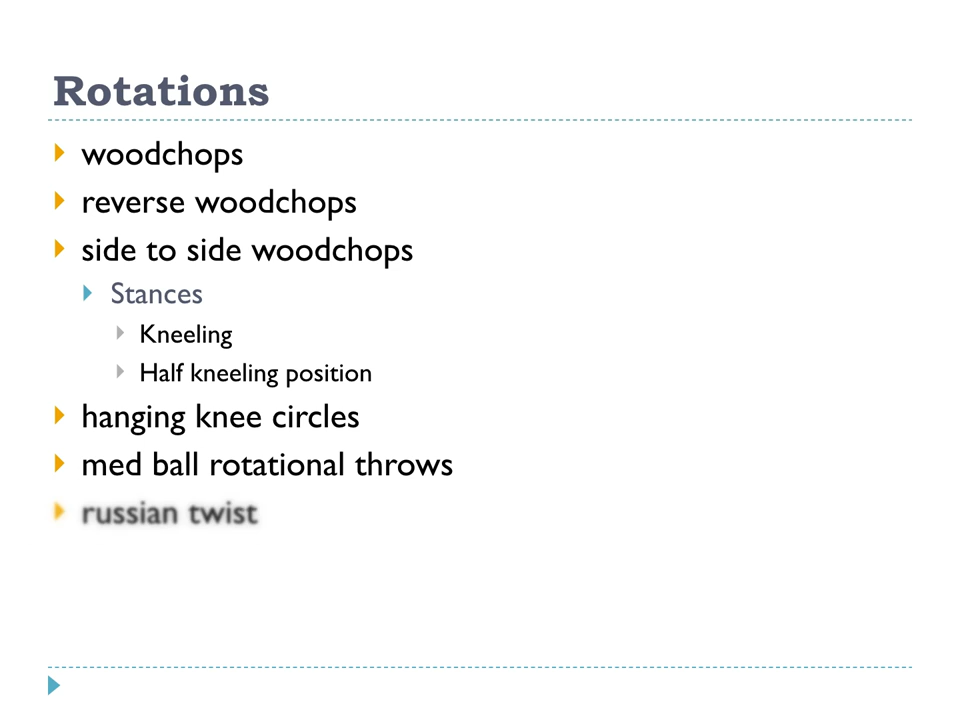 Rotations
woodchops
reverse woodchops
side to side woodchops
Stances
Kneeling
Half kneeling position
hanging knee circles
med ball rotational throws
russian twist